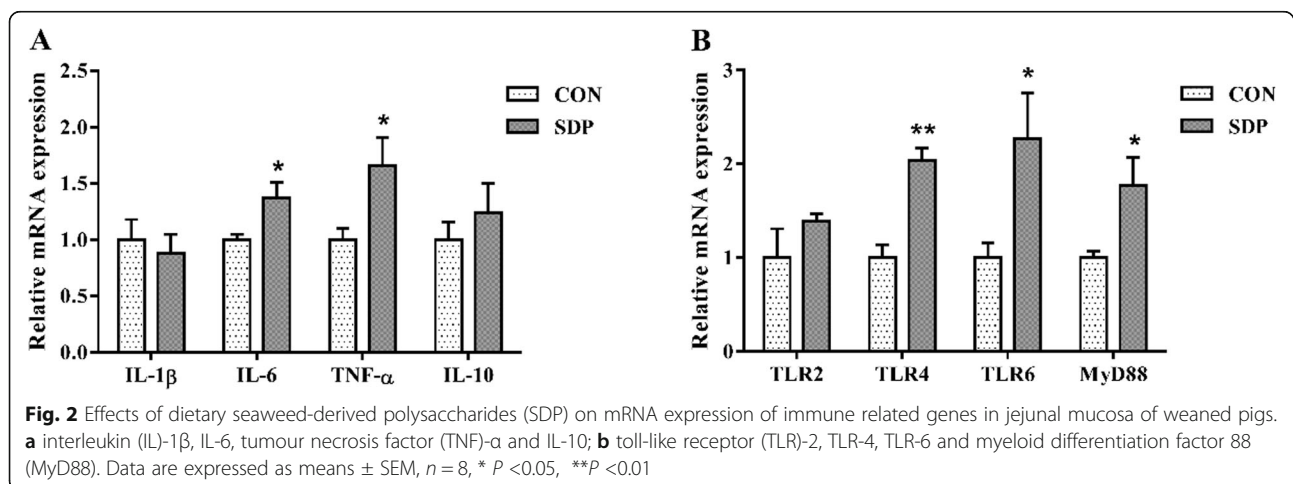 A
Relative mRNA expression
2.5
2.0
1.5
1.0
0.5
0.0
CON
SDP
*
*
IL-1β IL-6 TNF-α IL-10
B
Relative mRNA expression
3
2
1
0
CON
SDP
**
*
*
TLR2 TLR4 TLR6 MyD88
Fig. 2 Effects of dietary seaweed-derived polysaccharides (SDP) on mRNA expression of immune related genes in jejunal mucosa of weaned pigs.
a interleukin (IL)-1β, IL-6, tumour necrosis factor (TNF)-α and IL-10; b toll-like receptor (TLR)-2, TLR-4, TLR-6 and myeloid differentiation factor 88
(MyD88). Data are expressed as means ± SEM, n = 8, * P <0.05, **P <0.01